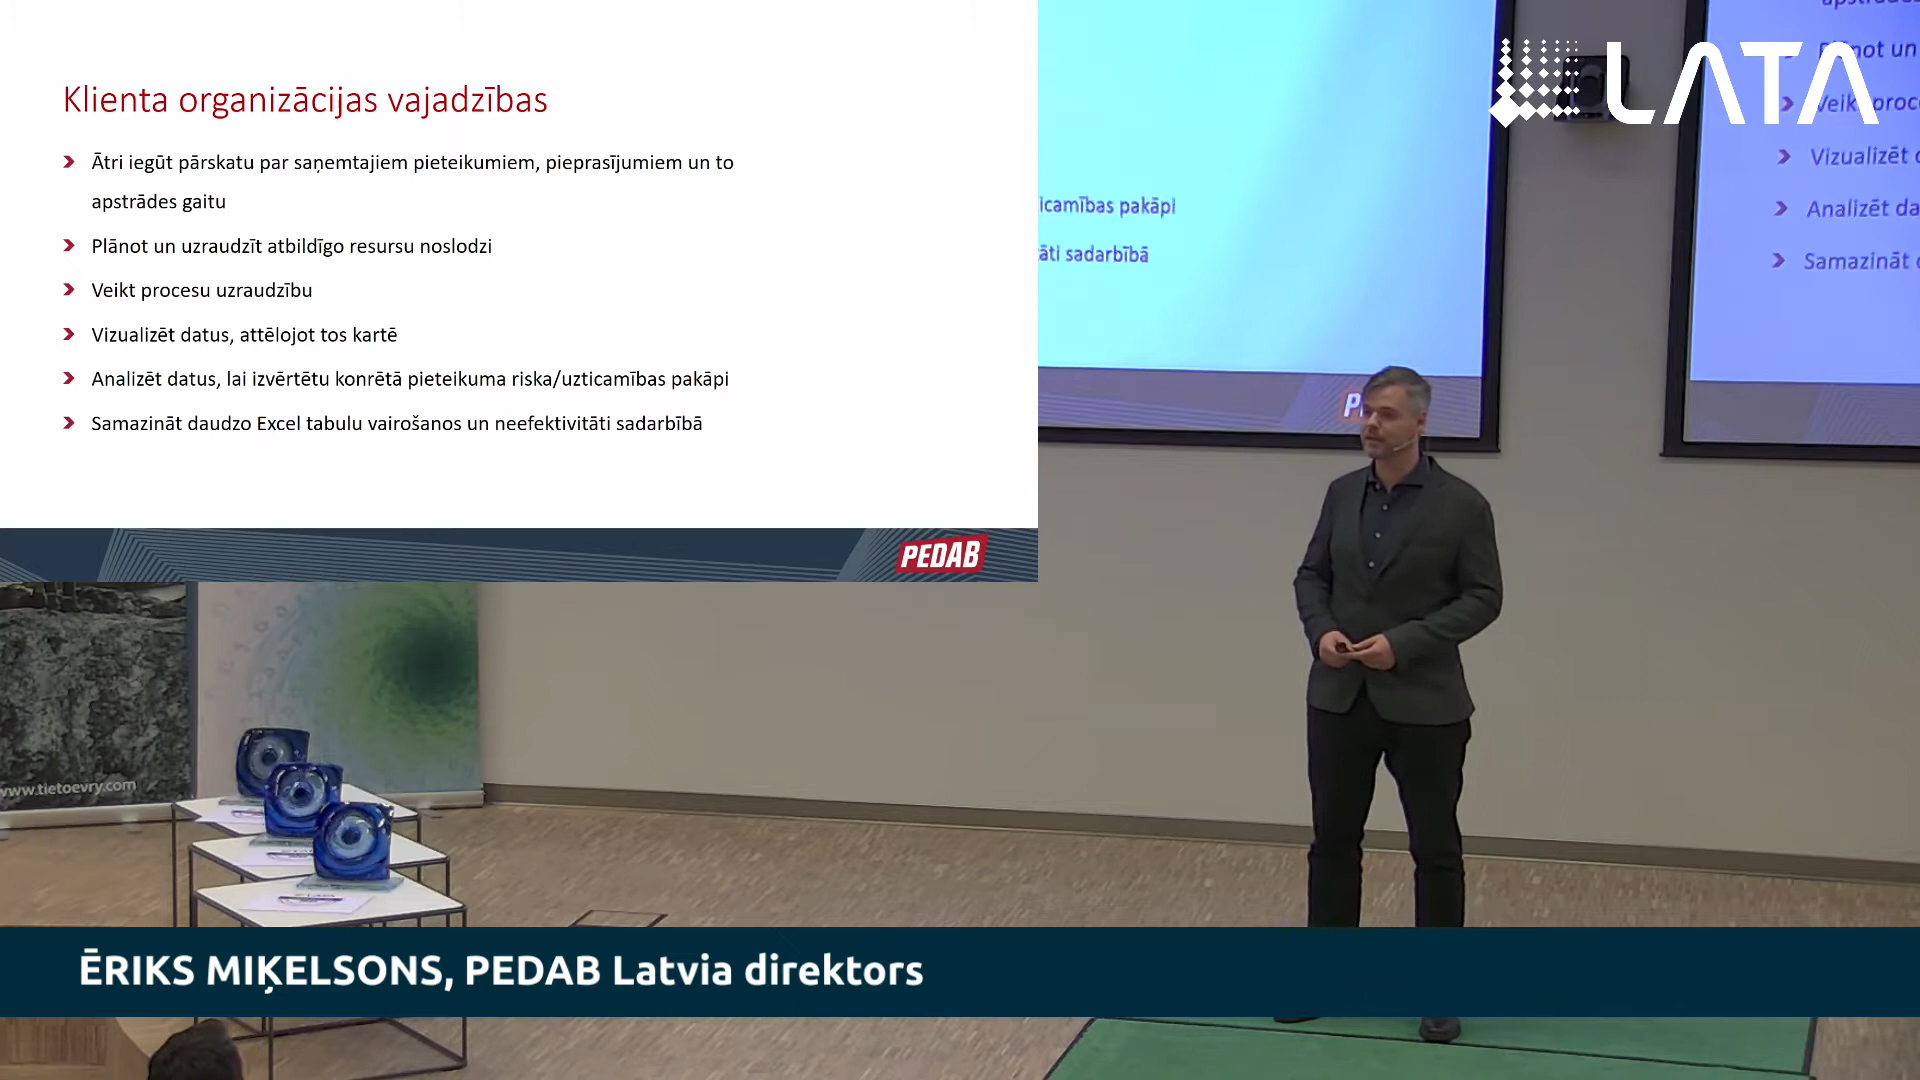 Klienta organizācijas vajadzības
Ātri iegūt pārskatu par saņemtajiem pieteikumiem, pieprasījumiem un to
apstrādes gaitu
Plānot un uzraudzīt atbildīgo resursu noslodzi
Veikt procesu uzraudzību
Vizualizēt datus, attēlojot tos kartē
Analizēt datus, lai izvērtētu konrētā pieteikuma riska/uzticamības pakāpi
Samazināt daudzo Excel tabulu vairošanos un neefektivitāti sadarbībā
PEDAB
ticamības pakāpi
āti sadarbībā
LATA
Vizualizēt
Analizēt da
Samazināt
www.tietoevry.com
ĒRIKS MIĶELSONS, PEDAB Latvia direktors